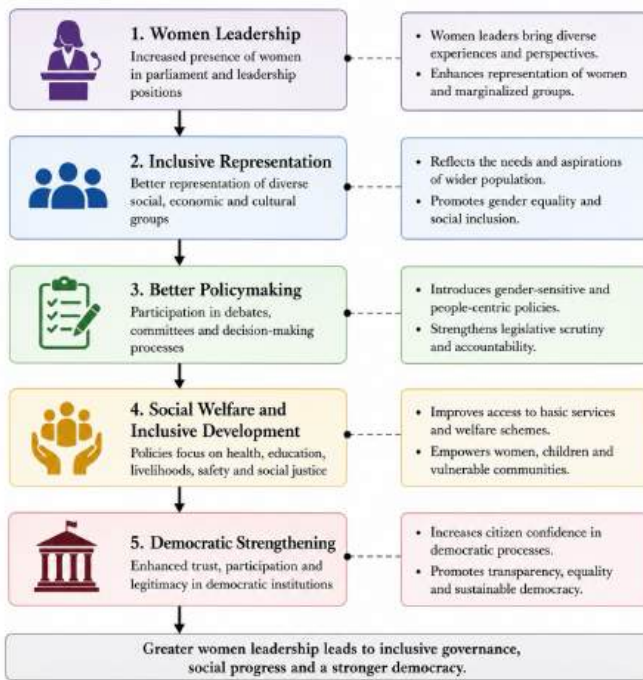 1. Women Leadership
Increased presence of women
in parliament and leadership
positions
• Women leaders bring diverse
experiences and perspectives.
• Enhances representation of women
and marginalized groups.
2. Inclusive Representation
Better representation of diverse
social, economic and cultural
groups
• Reflects the needs and aspirations
of wider population.
• Promotes gender equality and
social inclusion.
3. Better Policymaking
Participation in debates,
committees and decision-making
processes
• Introduces gender-sensitive and
people-centric policies.
• Strengthens legislative scrutiny
and accountability.
4. Social Welfare and
Inclusive Development
Policies focus on health, education,
livelihoods, safety and social justice
• Improves access to basic services
and welfare schemes.
• Empowers women, children and
vulnerable communities.
5. Democratic Strengthening
Enhanced trust, participation and
legitimacy in democratic institutions
• Increases citizen confidence in
democratic processes.
• Promotes transparency, equality
and sustainable democracy.
Greater women leadership leads to inclusive governance,
social progress and a stronger democracy.